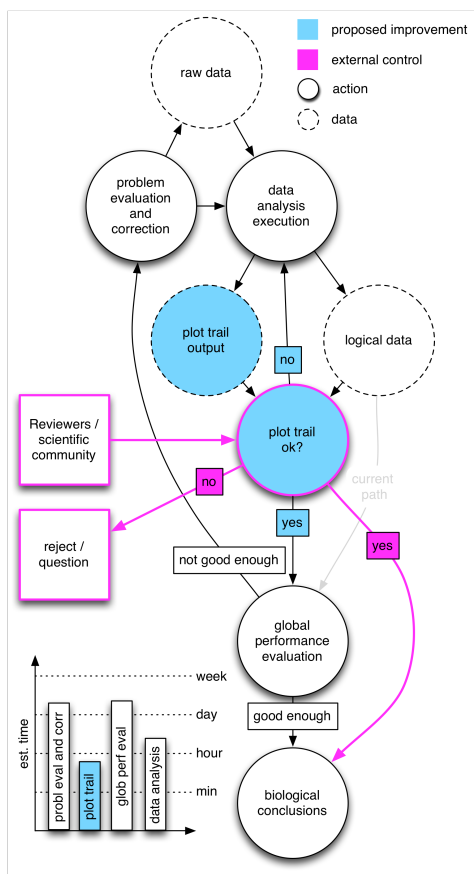 proposed improvement
external control
action
data
raw data
problem
evaluation
and
correction
data
analysis
execution
plot trail
output
logical data
no
Reviewers /
scientific
community
plot trail
ok?
current
path
no
reject /
question
yes
yes
not good enough
global
performance
evaluation
good enough
biological
conclusions
est. time
week
day
hour
min
probl eval and corr
plot trail
glob perf eval
data analysis